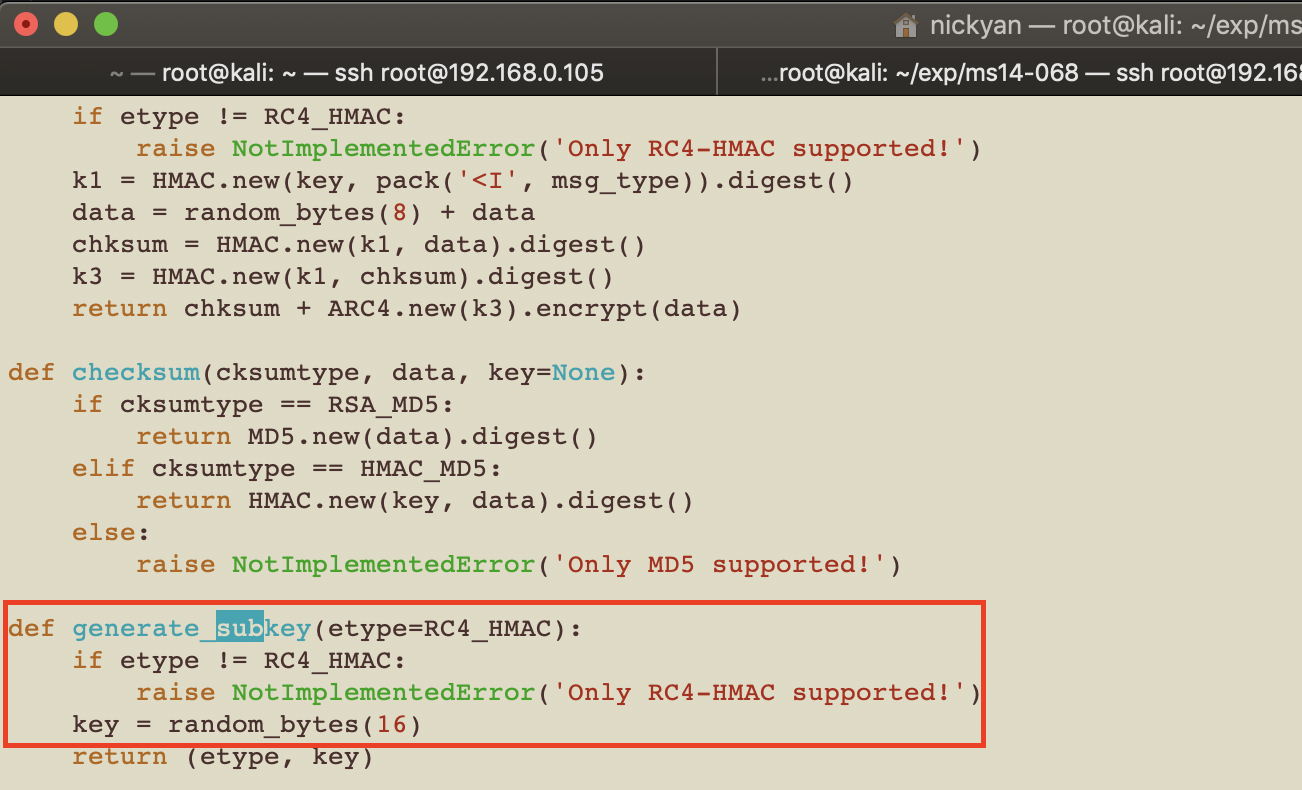 nickyan — root@kali: ~/exp/ms
~ — root@kali: ~ — ssh root@192.168.0.105
...root@kali: ~/exp/ms14-068 — ssh root@192.168
    if etype != RC4_HMAC:
        raise NotImplementedError('Only RC4-HMAC supported!')
    k1 = HMAC.new(key, pack('<I', msg_type)).digest()
    data = random_bytes(8) + data
    chksum = HMAC.new(k1, data).digest()
    k3 = HMAC.new(k1, chksum).digest()
    return chksum + ARC4.new(k3).encrypt(data)
def checksum(cksumtype, data, key=None):
    if cksumtype == RSA_MD5:
        return MD5.new(data).digest()
    elif cksumtype == HMAC_MD5:
        return HMAC.new(key, data).digest()
    else:
        raise NotImplementedError('Only MD5 supported!')
def generate_subkey(etype=RC4_HMAC):
    if etype != RC4_HMAC:
        raise NotImplementedError('Only RC4-HMAC supported!')
    key = random_bytes(16)
    return (etype, key)